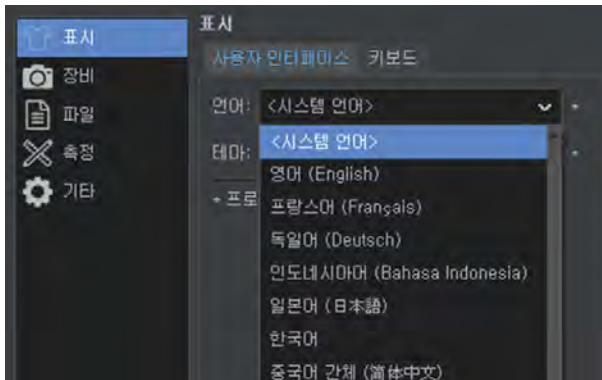 표시
장비
파일
측정
기타
표시
사용자 인터페이스 키보드
언어: <시스템 언어>
테마:
* 프로
<시스템 언어>
영어 (English)
프랑스어 (Français)
독일어 (Deutsch)
인도네시아어 (Bahasa Indonesia)
일본어 (日本語)
한국어
중국어 간체 (简体中文)